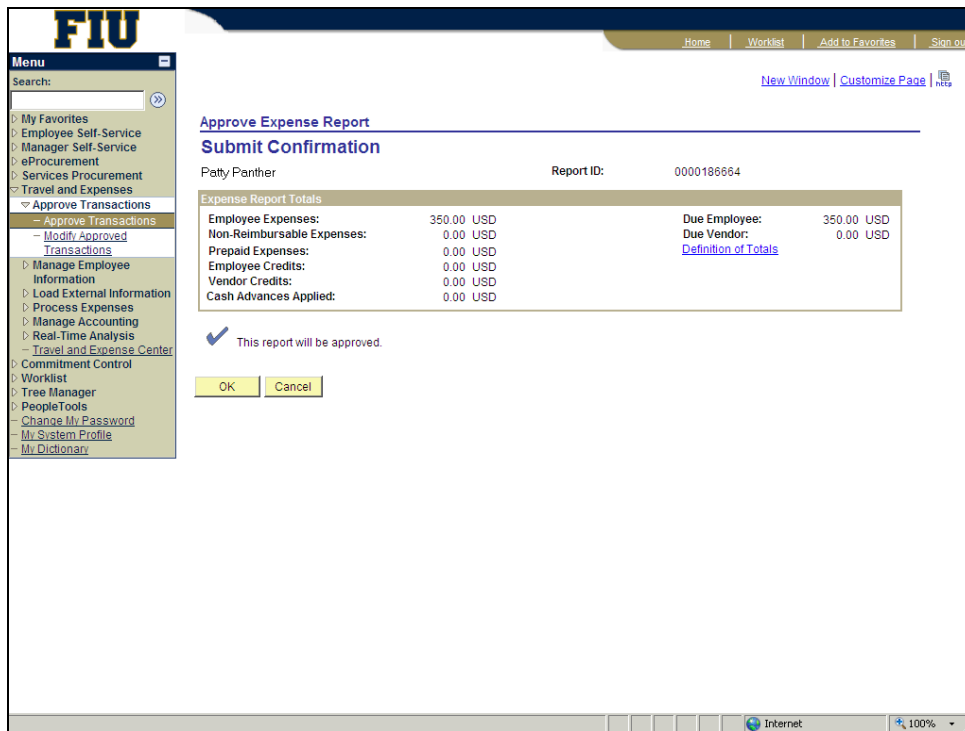 FIU
Home | Worklist | Add to Favorites | Sign ou
Menu
Search:
New Window | Customize Page | http
My Favorites
Employee Self-Service
Manager Self-Service
eProcurement
Services Procurement
Travel and Expenses
Approve Transactions
– Approve Transactions
– Modify Approved
Transactions
Manage Employee
Information
Load External Information
Process Expenses
Manage Accounting
Real-Time Analysis
– Travel and Expense Center
Commitment Control
Worklist
Tree Manager
PeopleTools
– Change My Password
– My System Profile
– My Dictionary
Approve Expense Report
Submit Confirmation
Patty Panther Report ID: 0000186664
Expense Report Totals
Employee Expenses: 350.00 USD Due Employee: 350.00 USD
Non-Reimbursable Expenses: 0.00 USD Due Vendor: 0.00 USD
Prepaid Expenses: 0.00 USD Definition of Totals
Employee Credits: 0.00 USD
Vendor Credits: 0.00 USD
Cash Advances Applied: 0.00 USD
This report will be approved.
OK Cancel
Internet 100%